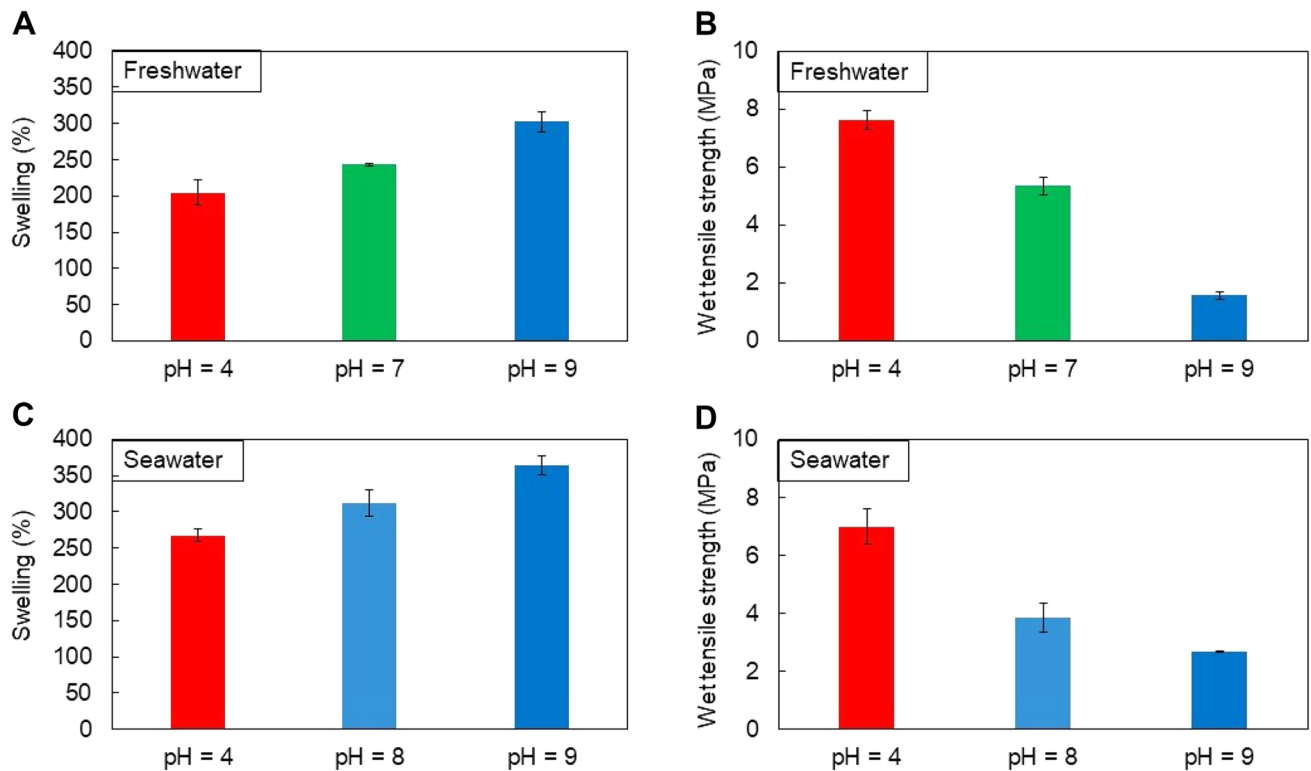 A
Swelling (%)
400
350
300
250
200
150
100
50
0
Freshwater
pH = 4 pH = 7 pH = 9
B
Wettensile strength (MPa)
10
8
6
4
2
0
Freshwater
pH = 4 pH = 7 pH = 9
C
Swelling (%)
400
350
300
250
200
150
100
50
0
Seawater
pH = 4 pH = 8 pH = 9
D
Wettensile strength (MPa)
10
8
6
4
2
0
Seawater
pH = 4 pH = 8 pH = 9